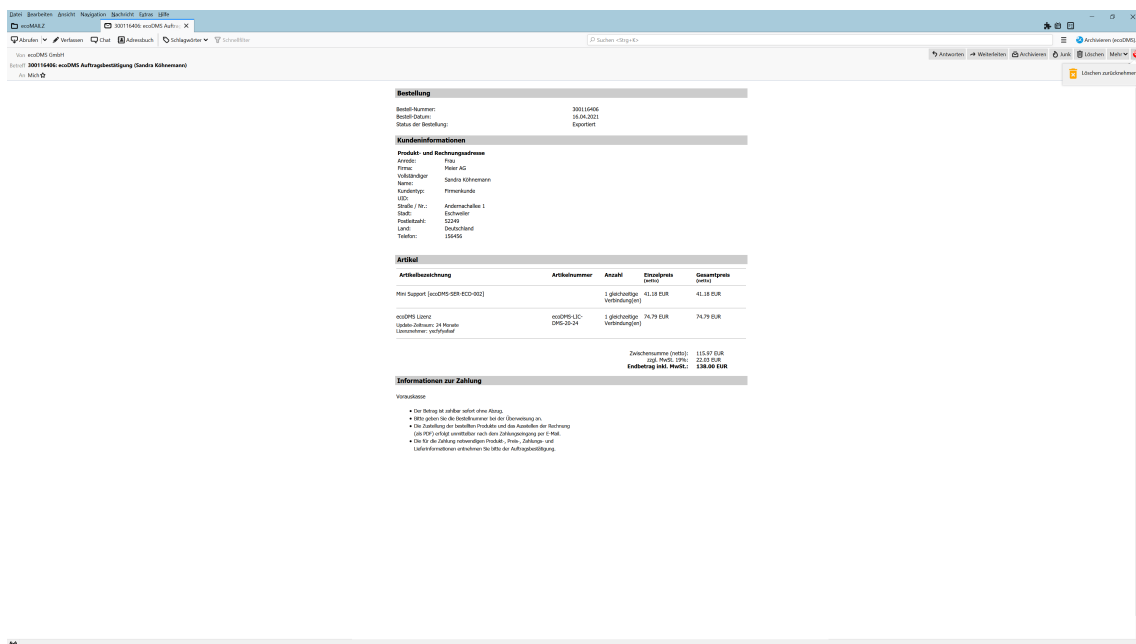 Datei Bearbeiten Ansicht Navigation Nachricht Extras Hilfe
ecoMAILZ
300116406: ecoDMS Auftra
Abrufen Verfassen Chat Adressbuch Schlagwörter Schnellfilter
Suchen <Strg+K>
Archivieren (ecoDMS)
Von ecoDMS GmbH
Antworten Weiterleiten Archivieren Junk Löschen Mehr
Betreff 300116406: ecoDMS Auftragsbestätigung (Sandra Köhnemann)
An Mich
Löschen zurücknehmen
Bestellung
Bestell-Nummer: 300116406
Bestell-Datum: 16.04.2021
Status der Bestellung: Exportiert
Kundeninformationen
Produkt- und Rechnungsadresse
Anrede: Frau
Firma: Meier AG
Vollständiger Name: Sandra Köhnemann
Kundentyp: Firmenkunde
UID:
Straße / Nr.: Andernachallee 1
Stadt: Eschweiler
Postleitzahl: 52249
Land: Deutschland
Telefon: 156456
Artikel
Artikelbezeichnung Artikelnummer Anzahl Einzelpreis (netto) Gesamtpreis (netto)
Mini Support [ecoDMS-SER-ECO-002] 1 gleichzeitige Verbindung(en) 41.18 EUR 41.18 EUR
ecoDMS Lizenz ecoDMS-LIC-DMS-20-24 1 gleichzeitige Verbindung(en) 74.79 EUR 74.79 EUR
Update-Zeitraum: 24 Monate
Lizenznehmer:
Zwischensumme (netto): 115.97 EUR
zzgl. MwSt. 19%: 22.03 EUR
Endbetrag inkl. MwSt.: 138.00 EUR
Informationen zur Zahlung
Vorauskasse
• Der Betrag ist zahlbar sofort ohne Abzug.
• Bitte geben Sie die Bestellnummer bei der Überweisung an.
• Die Zustellung der bestellten Produkte und das Ausstellen der Rechnung
(als PDF) erfolgt unmittelbar nach dem Zahlungseingang per E-Mail.
• Die für die Zahlung notwendigen Produkt-, Preis-, Zahlungs- und
Lieferinformationen entnehmen Sie bitte der Auftragsbestätigung.